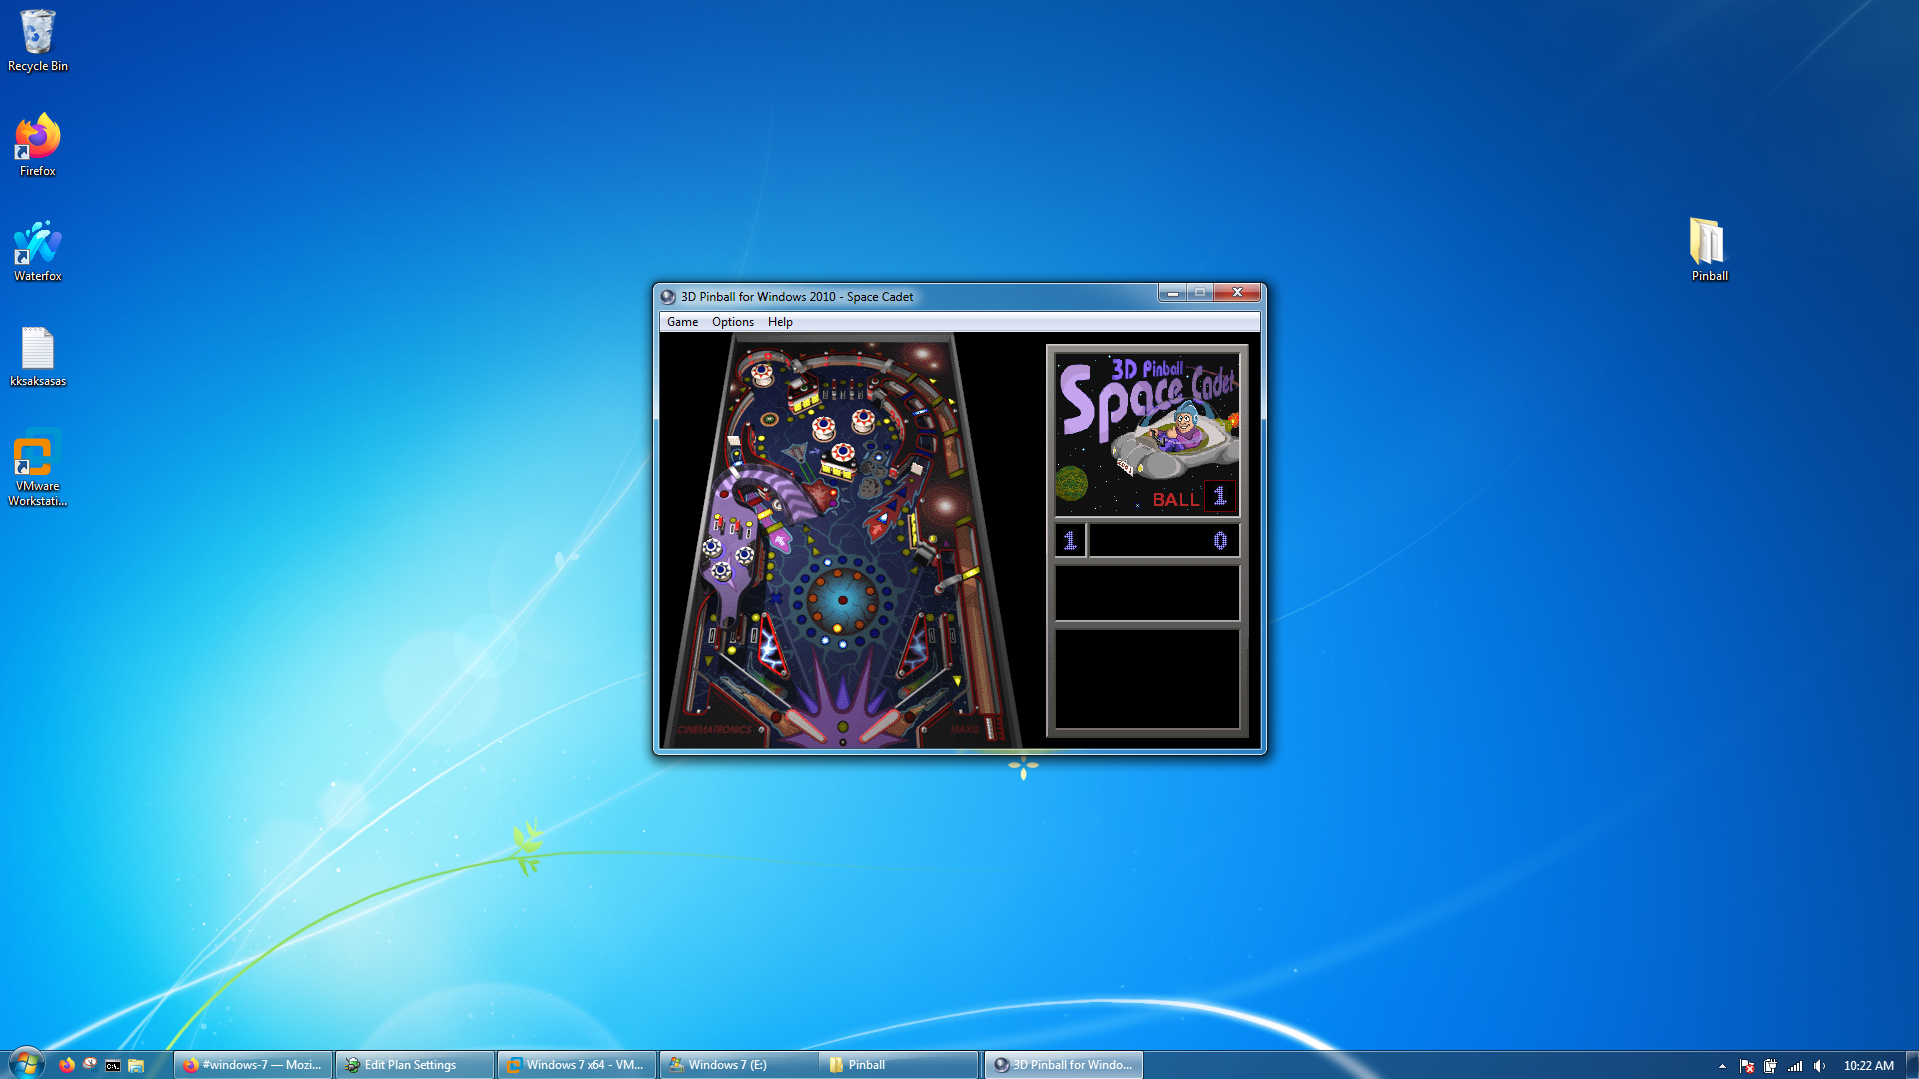 Recycle Bin
Firefox
Waterfox
kksaksasas
VMware
Workstati...
Pinball
3D Pinball for Windows 2010 - Space Cadet
Game Options Help
3D Pinball
Space Cadet
BALL 1
1 0
CINEMATRONICS
MAXIS
#windows-7 — Mozi...
Edit Plan Settings
Windows 7 x64 - VM...
Windows 7 (E:)
Pinball
3D Pinball for Windo...
10:22 AM